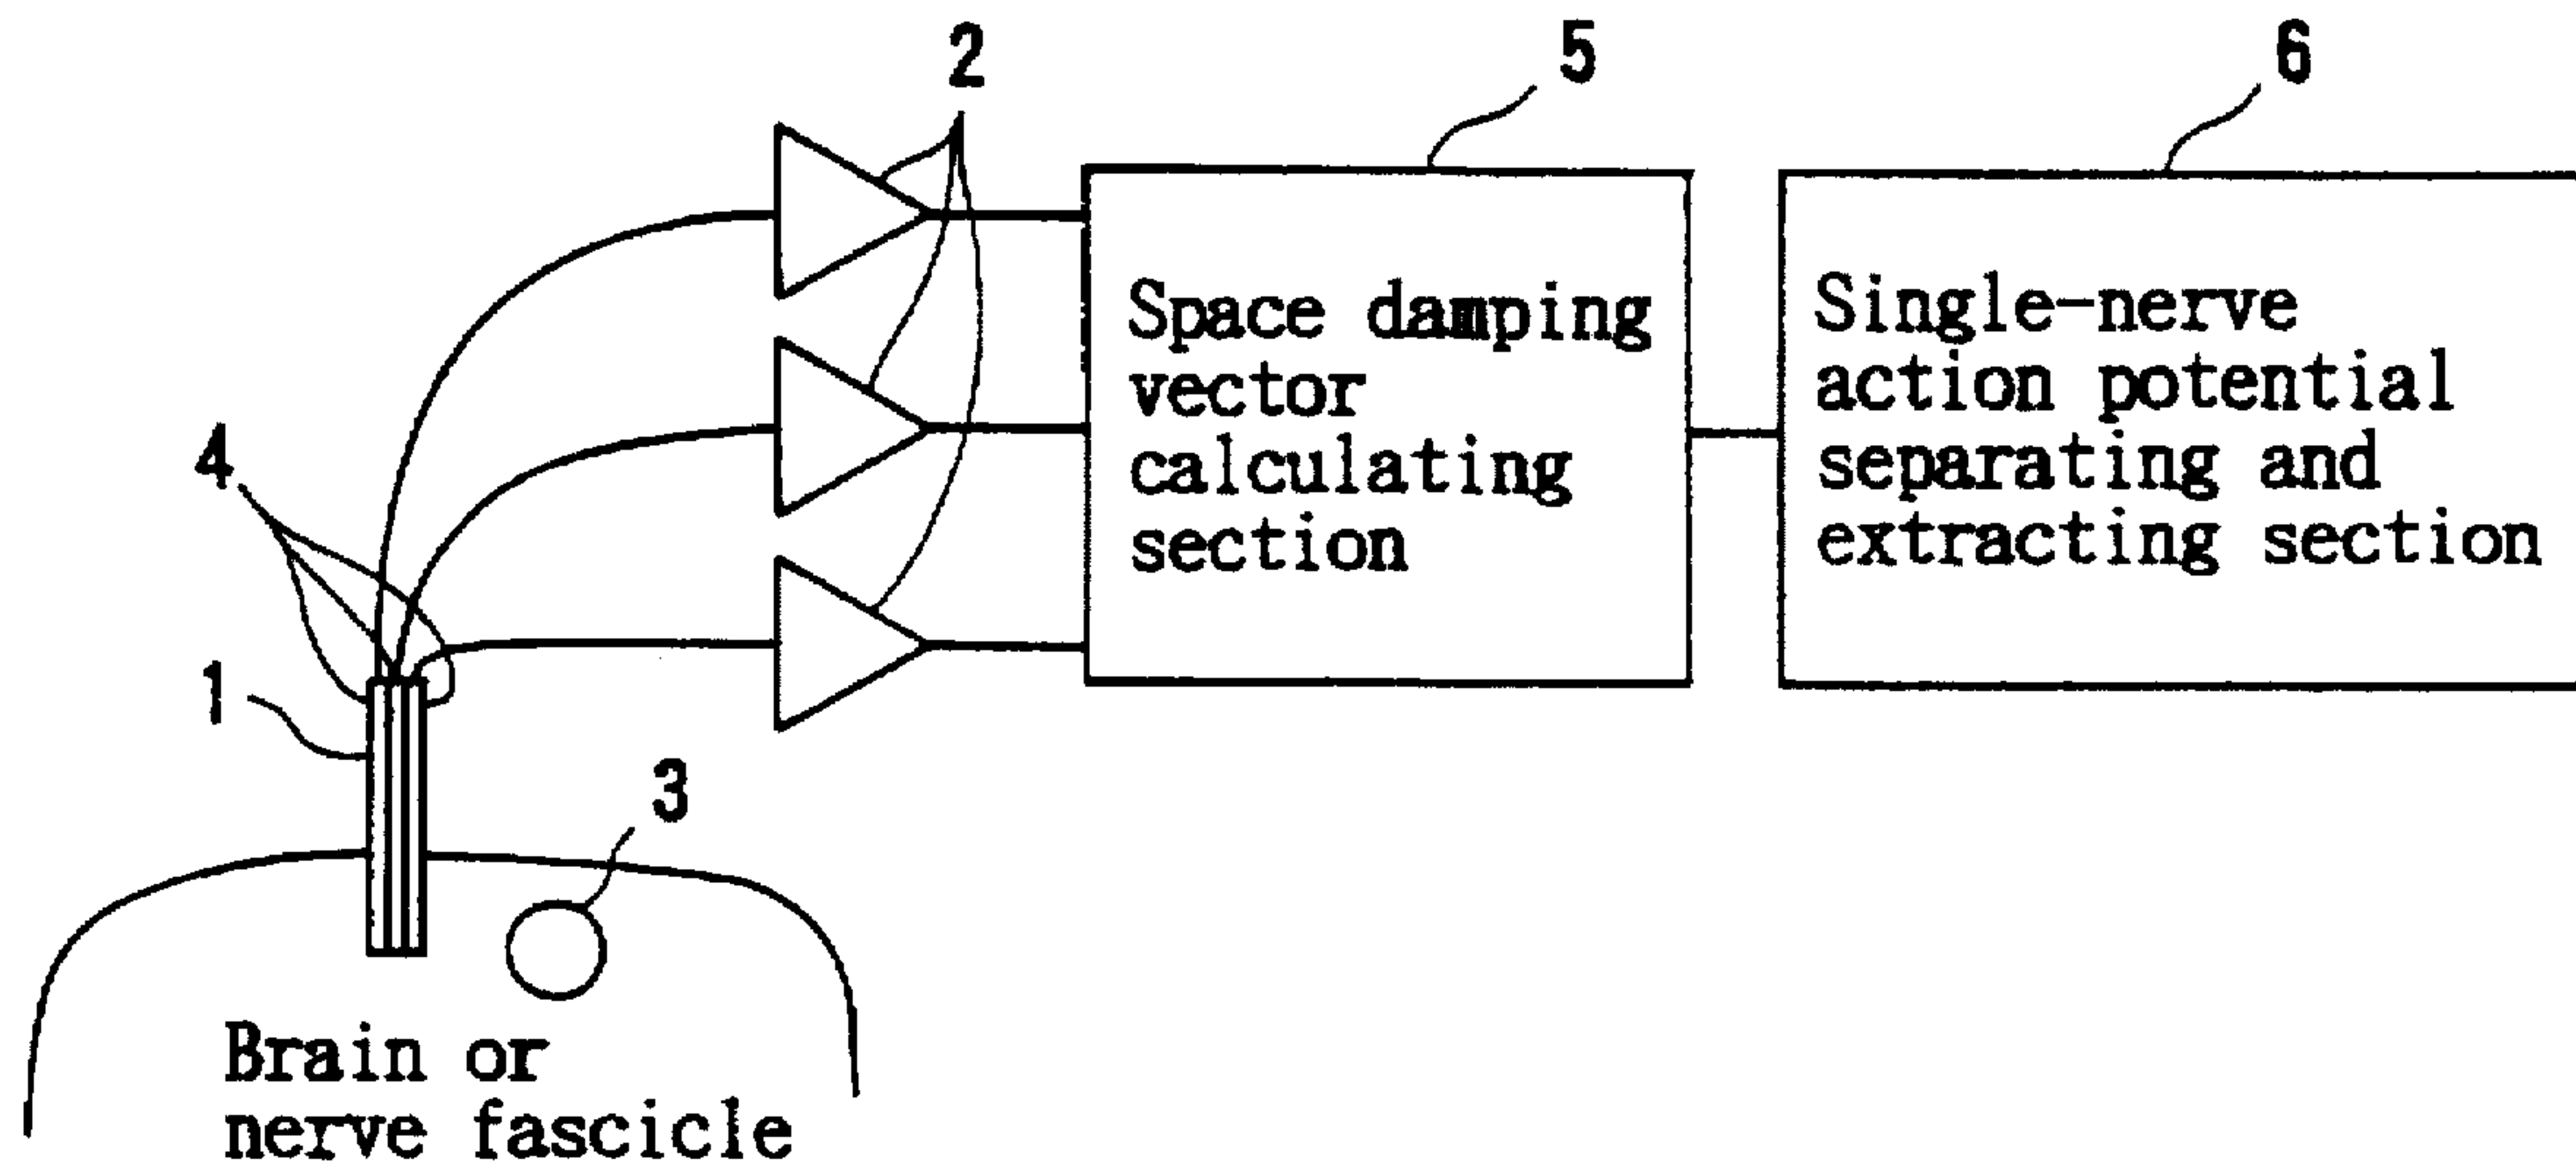 2
5
6
Space damping
vector
calculating
section
Single-nerve
action potential
separating and
extracting section
4
1
3
Brain or
nerve fascicle